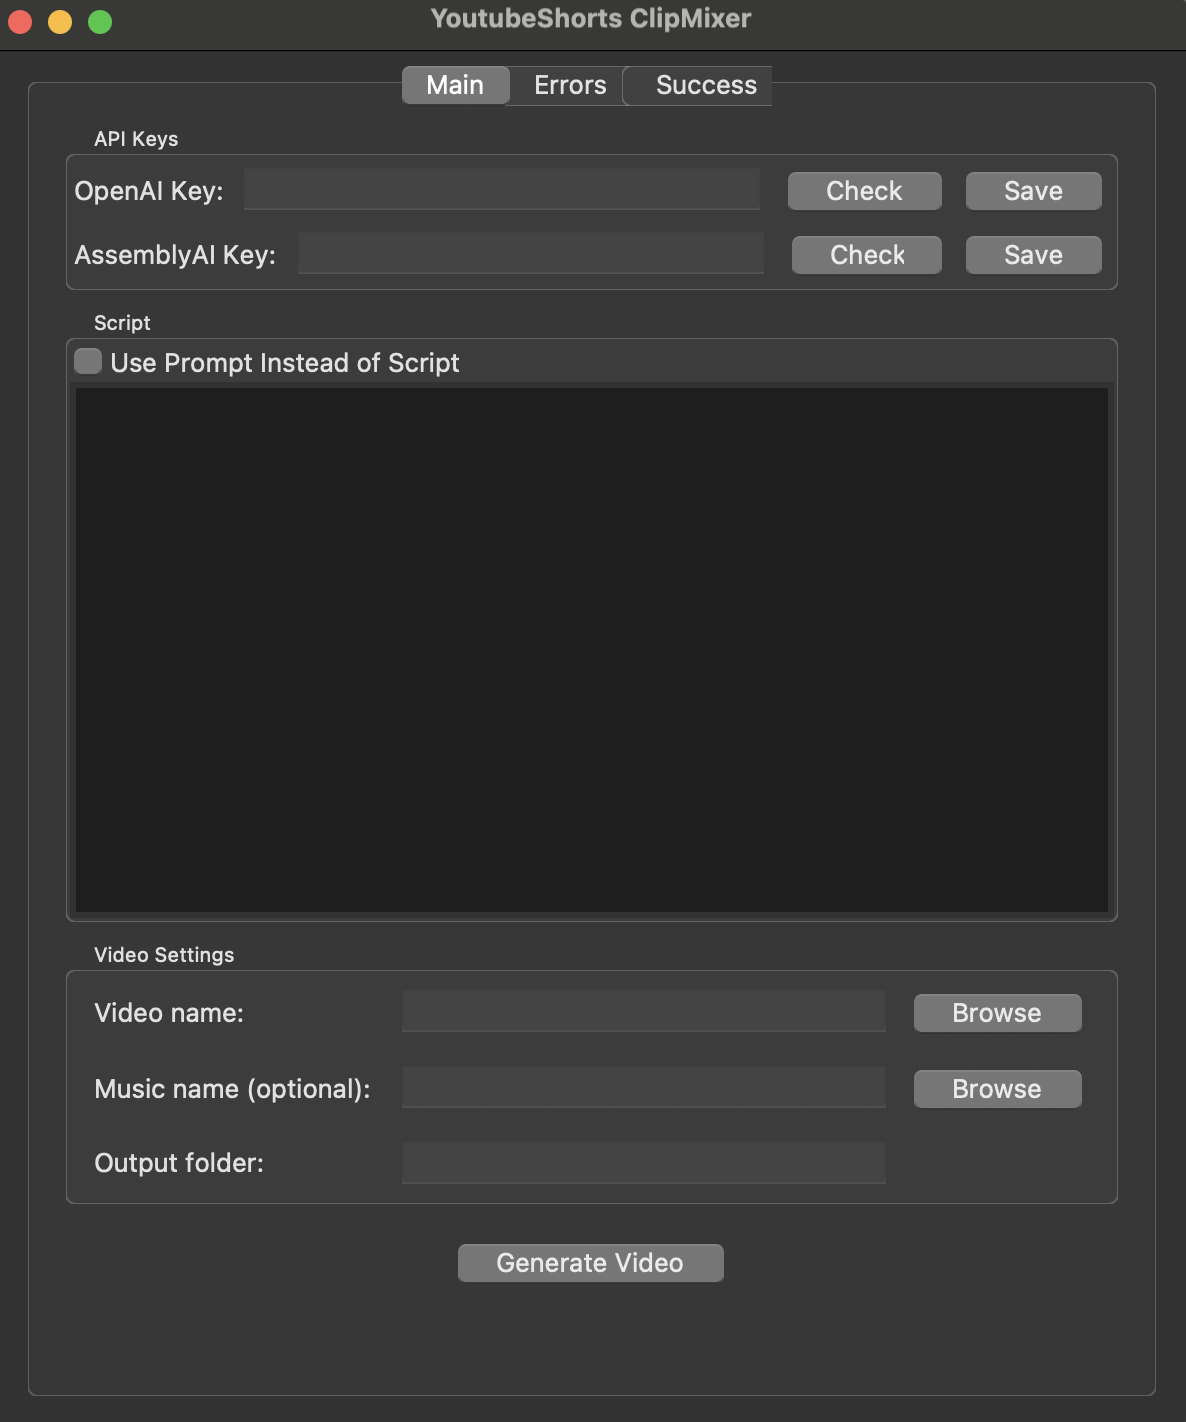 YoutubeShorts ClipMixer
Main Errors Success
API Keys
OpenAI Key: Check Save
AssemblyAI Key: Check Save
Script
Use Prompt Instead of Script
Video Settings
Video name: Browse
Music name (optional): Browse
Output folder:
Generate Video